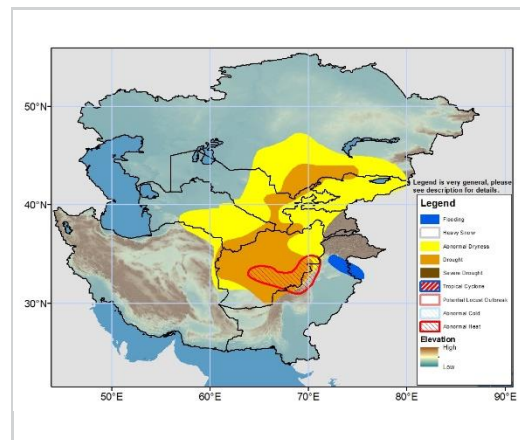 50°N
40°N
30°N
50°E
60°E
70°E
80°E
90°E
Legend is very general, please
see description for details.
Legend
Flooding
Heavy Snow
Abnormal Dryness
Drought
Severe Drought
Tropical Cyclone
Potential Locust Outbreak
Abnormal Cold
Abnormal Heat
Elevation
High
Low